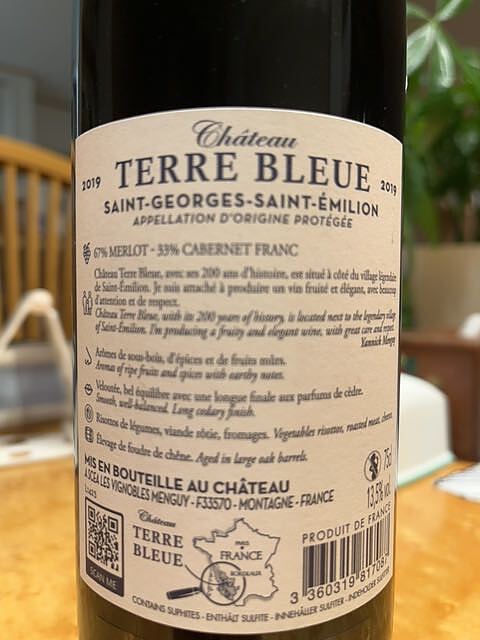 Château
2019 TERRE BLEUE 2019
SAINT-GEORGES-SAINT-ÉMILION
APPELLATION D'ORIGINE PROTÉGÉE
67% MERLOT - 33% CABERNET FRANC
Château Terre Bleue, avec ses 200 ans d'histoire, est situé à côté du village légendaire
de Saint-Émilion. Je suis attaché à produire un vin fruité et élégant, avec beaucoup
d'attention et de respect.
Château Terre Bleue, with its 200 years of history, is located next to the legendary village
of Saint-Émilion. I'm producing a fruity and elegant wine, with great care and respect.
Yannick Menguy
Arômes de sous-bois, d'épices et de fruits mûrs.
Aroma of ripe fruits and spices with earthy notes.
Veloutée, bel équilibre avec une longue finale aux parfums de cèdre.
Smooth, well-balanced. Long cedary finish.
Risottos de légumes, viande rôtie, fromages. Vegetables risottos, roasted meat, cheese.
Élevage de foudre de chêne. Aged in large oak barrels.
MIS EN BOUTEILLE AU CHÂTEAU
A SCEA LES VIGNOBLES MENGUY - F33570 - MONTAGNE - FRANCE
75cl
13,5% vol.
SCAN ME
Château
TERRE
BLEUE
PARIS
FRANCE
BORDEAUX
PRODUIT DE FRANCE
3 360319 817087
CONTAINS SULPHITES - ENTHÄLT SULFITE - INNEHÅLLER SULFITER - INDEHOLDER SULFITTER